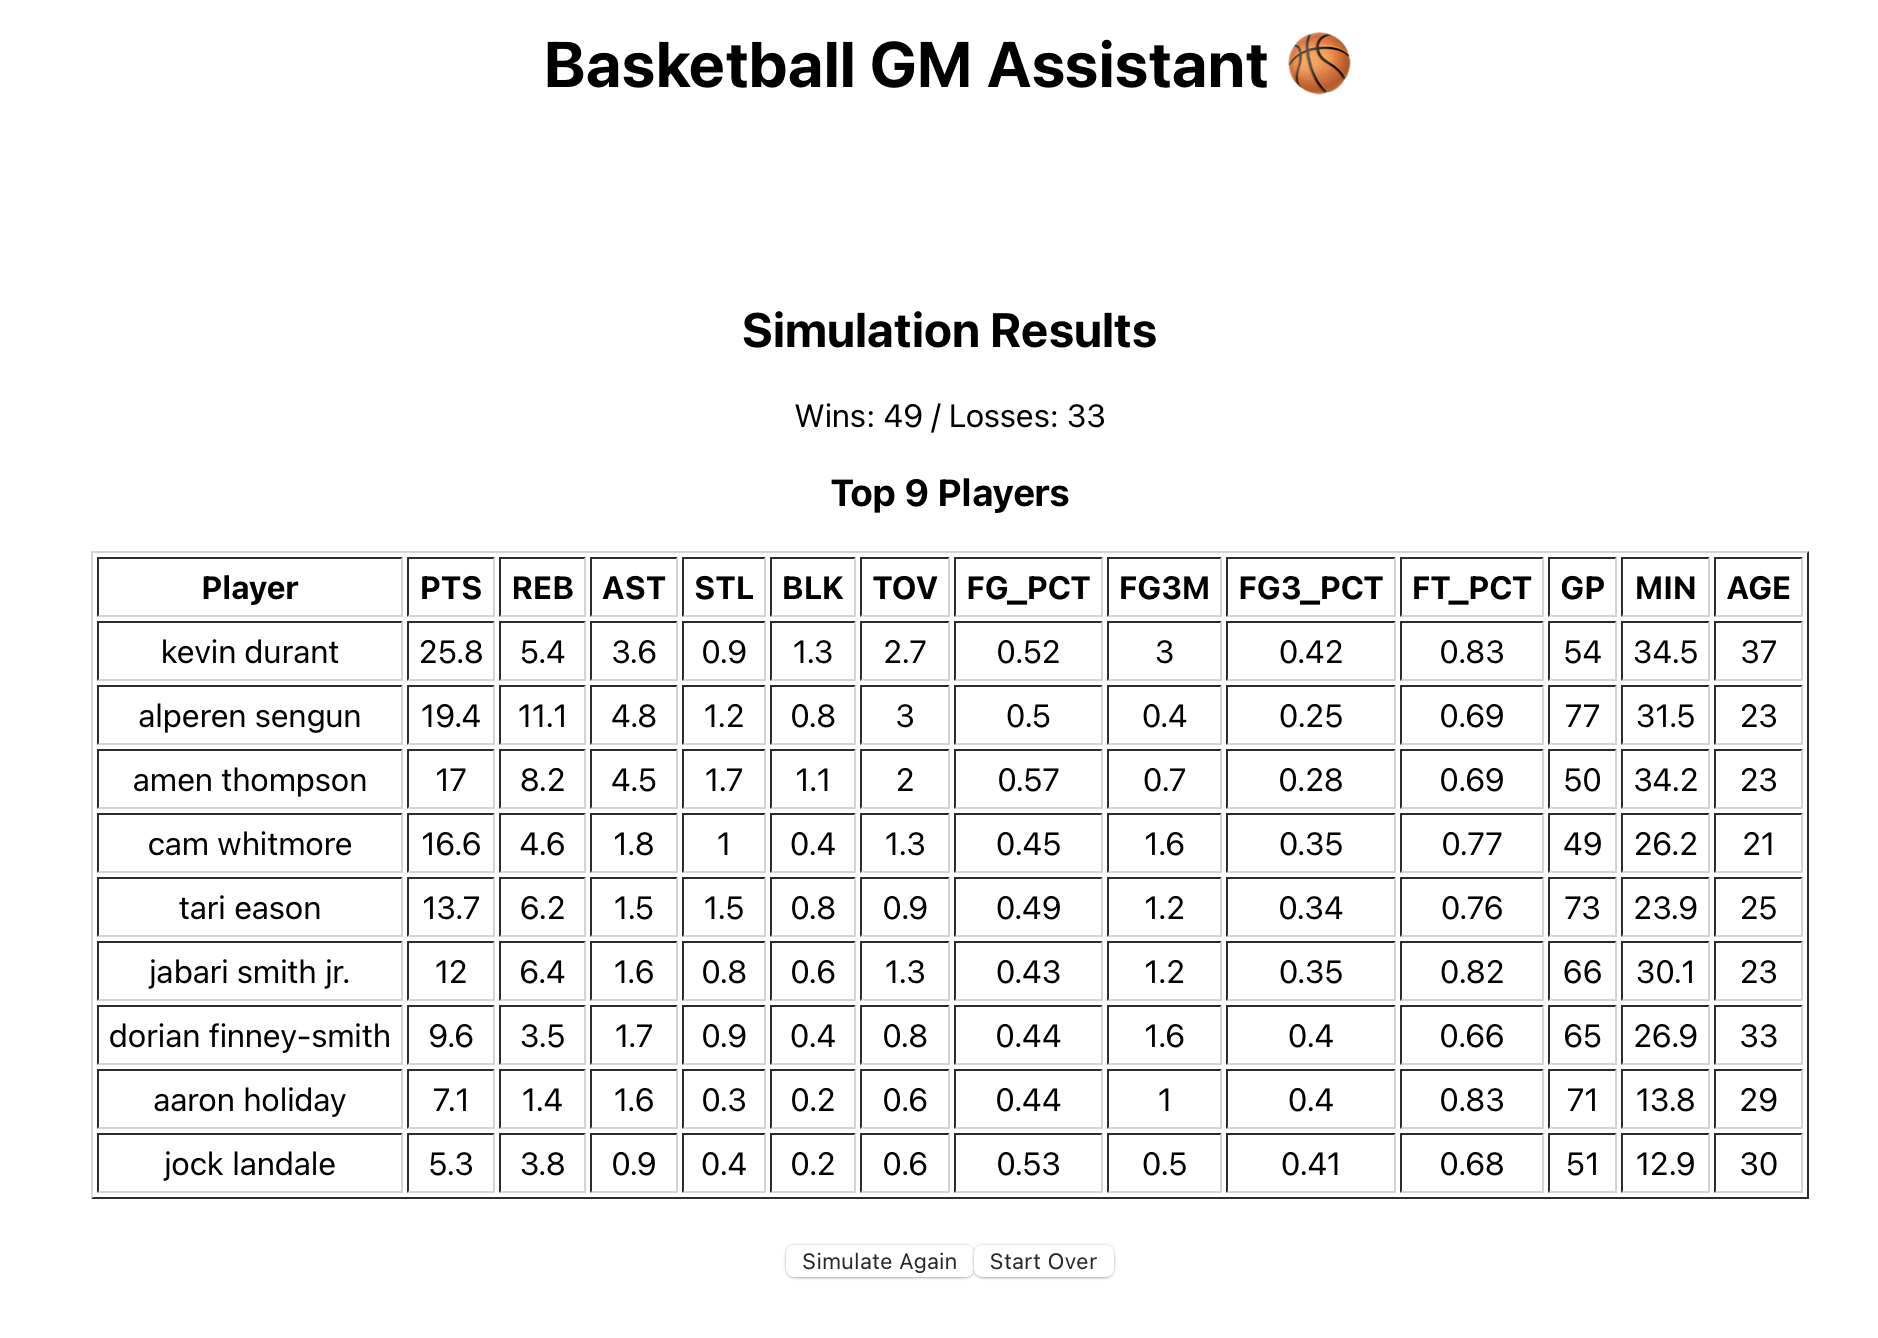 Basketball GM Assistant 🏀
Simulation Results
Wins: 49 / Losses: 33
Top 9 Players
Player PTS REB AST STL BLK TOV FG_PCT FG3M FG3_PCT FT_PCT GP MIN AGE
kevin durant 25.8 5.4 3.6 0.9 1.3 2.7 0.52 3 0.42 0.83 54 34.5 37
alperen sengun 19.4 11.1 4.8 1.2 0.8 3 0.5 0.4 0.25 0.69 77 31.5 23
amen thompson 17 8.2 4.5 1.7 1.1 2 0.57 0.7 0.28 0.69 50 34.2 23
cam whitmore 16.6 4.6 1.8 1 0.4 1.3 0.45 1.6 0.35 0.77 49 26.2 21
tari eason 13.7 6.2 1.5 1.5 0.8 0.9 0.49 1.2 0.34 0.76 73 23.9 25
jabari smith jr. 12 6.4 1.6 0.8 0.6 1.3 0.43 1.2 0.35 0.82 66 30.1 23
dorian finney-smith 9.6 3.5 1.7 0.9 0.4 0.8 0.44 1.6 0.4 0.66 65 26.9 33
aaron holiday 7.1 1.4 1.6 0.3 0.2 0.6 0.44 1 0.4 0.83 71 13.8 29
jock landale 5.3 3.8 0.9 0.4 0.2 0.6 0.53 0.5 0.41 0.68 51 12.9 30
Simulate Again Start Over